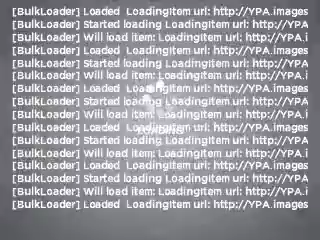 [BulkLoader] Loaded LoadingItem url: http://YPA.images
[BulkLoader] Started loading LoadingItem url: http://YPA
[BulkLoader] Will load item: LoadingItem url: http://YPA.i
[BulkLoader] Loaded LoadingItem url: http://YPA.images
[BulkLoader] Started loading LoadingItem url: http://YPA
[BulkLoader] Will load item: LoadingItem url: http://YPA.i
[BulkLoader] Loaded LoadingItem url: http://YPA.images
[BulkLoader] Started loading LoadingItem url: http://YPA
[BulkLoader] Will load item: LoadingItem url: http://YPA.i
[BulkLoader] Loaded LoadingItem url: http://YPA.images
LOADING
[BulkLoader] Started loading LoadingItem url: http://YPA
[BulkLoader] Will load item: LoadingItem url: http://YPA.i
[BulkLoader] Loaded LoadingItem url: http://YPA.images
[BulkLoader] Started loading LoadingItem url: http://YPA
[BulkLoader] Will load item: LoadingItem url: http://YPA.i
[BulkLoader] Loaded LoadingItem url: http://YPA.images